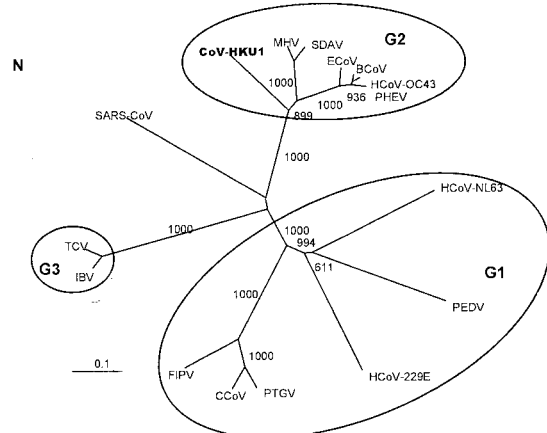 N
G2
CoV-HKU1
MHV
SDAV
ECoV
BCoV
HCoV-OC43
PHEV
1000
1000
936
899
SARS-CoV
1000
HCoV-NL63
1000
1000
994
G1
611
TCV
IBV
G3
1000
PEDV
0.1
1000
FIPV
CCoV
PTGV
HCoV-229E